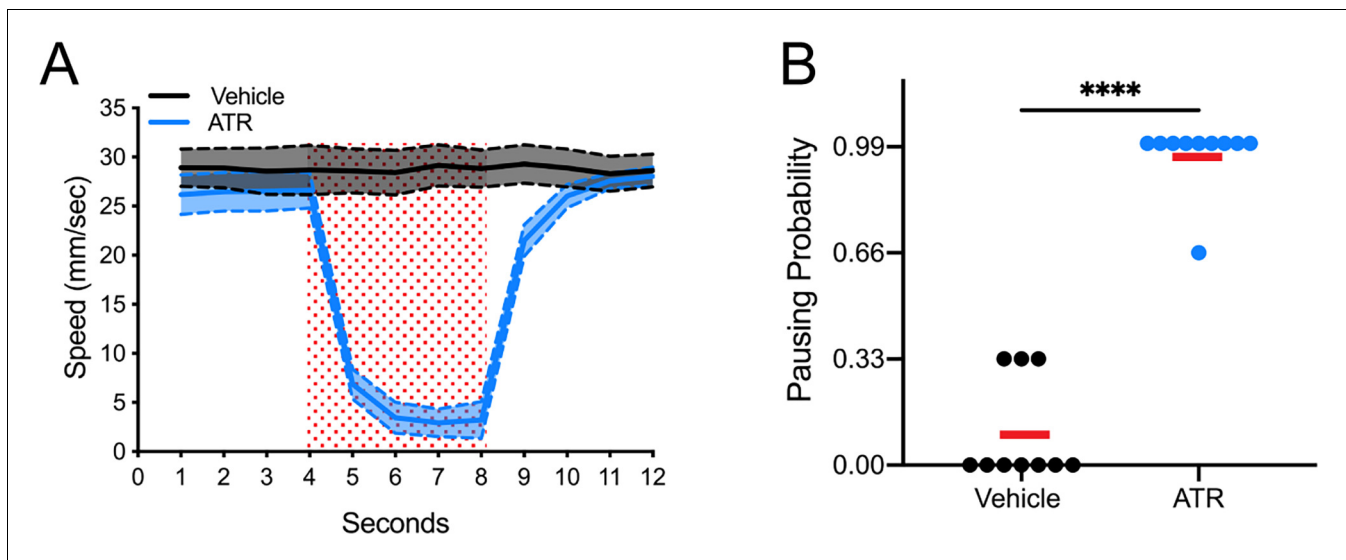 A
Vehicle
ATR
35
30
25
20
15
10
5
0
Speed (mm/sec)
0 1 2 3 4 5 6 7 8 9 10 11 12
Seconds
B
****
0.99
0.66
0.33
0.00
Pausing Probability
Vehicle ATR